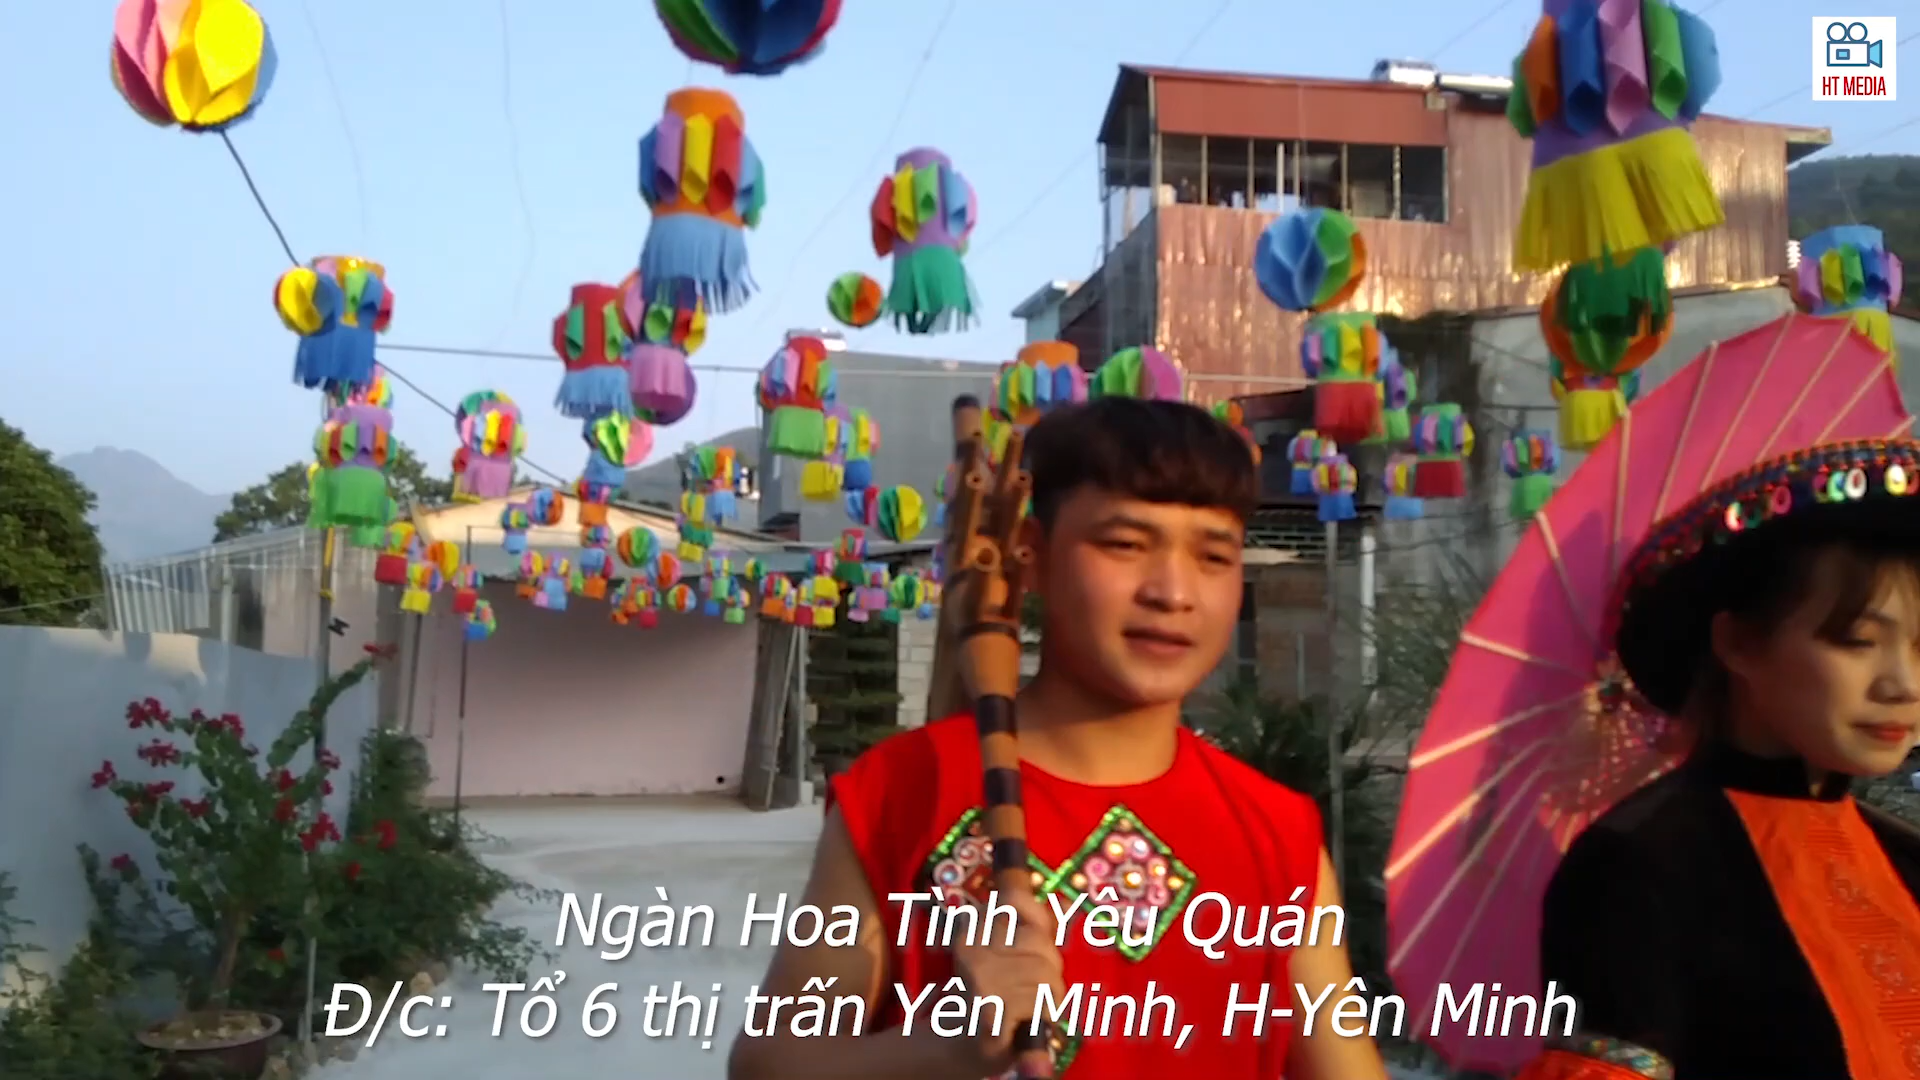 HT MEDIA
Ngàn Hoa Tình Yêu Quán
Đ/c: Tổ 6 thị trấn Yên Minh, H-Yên Minh